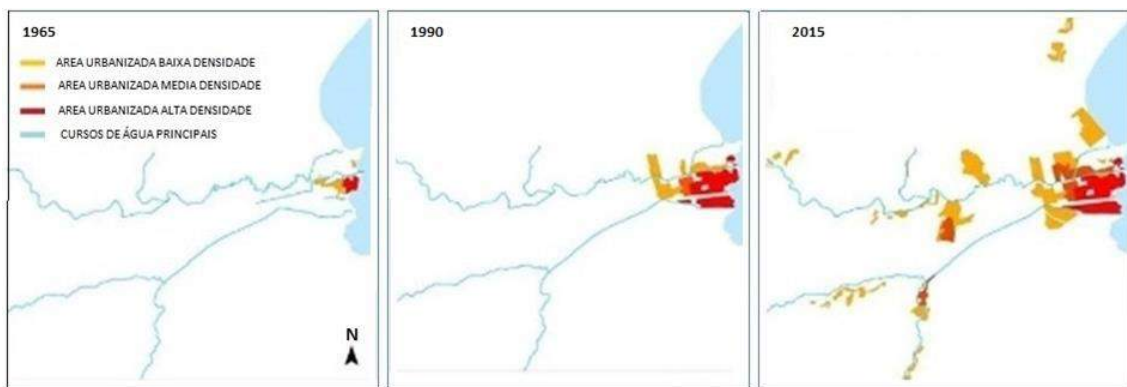 1965
AREA URBANIZADA BAIXA DENSIDADE
AREA URBANIZADA MEDIA DENSIDADE
AREA URBANIZADA ALTA DENSIDADE
CURSOS DE ÁGUA PRINCIPAIS
N
1990
2015